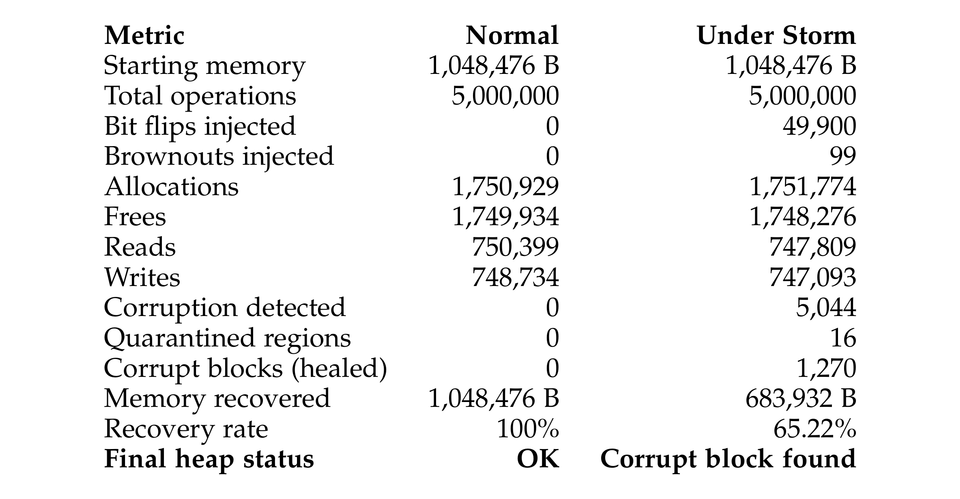 Metric Normal Under Storm
Starting memory 1,048,476 B 1,048,476 B
Total operations 5,000,000 5,000,000
Bit flips injected 0 49,900
Brownouts injected 0 99
Allocations 1,750,929 1,751,774
Frees 1,749,934 1,748,276
Reads 750,399 747,809
Writes 748,734 747,093
Corruption detected 0 5,044
Quarantined regions 0 16
Corrupt blocks (healed) 0 1,270
Memory recovered 1,048,476 B 683,932 B
Recovery rate 100% 65.22%
Final heap status OK Corrupt block found